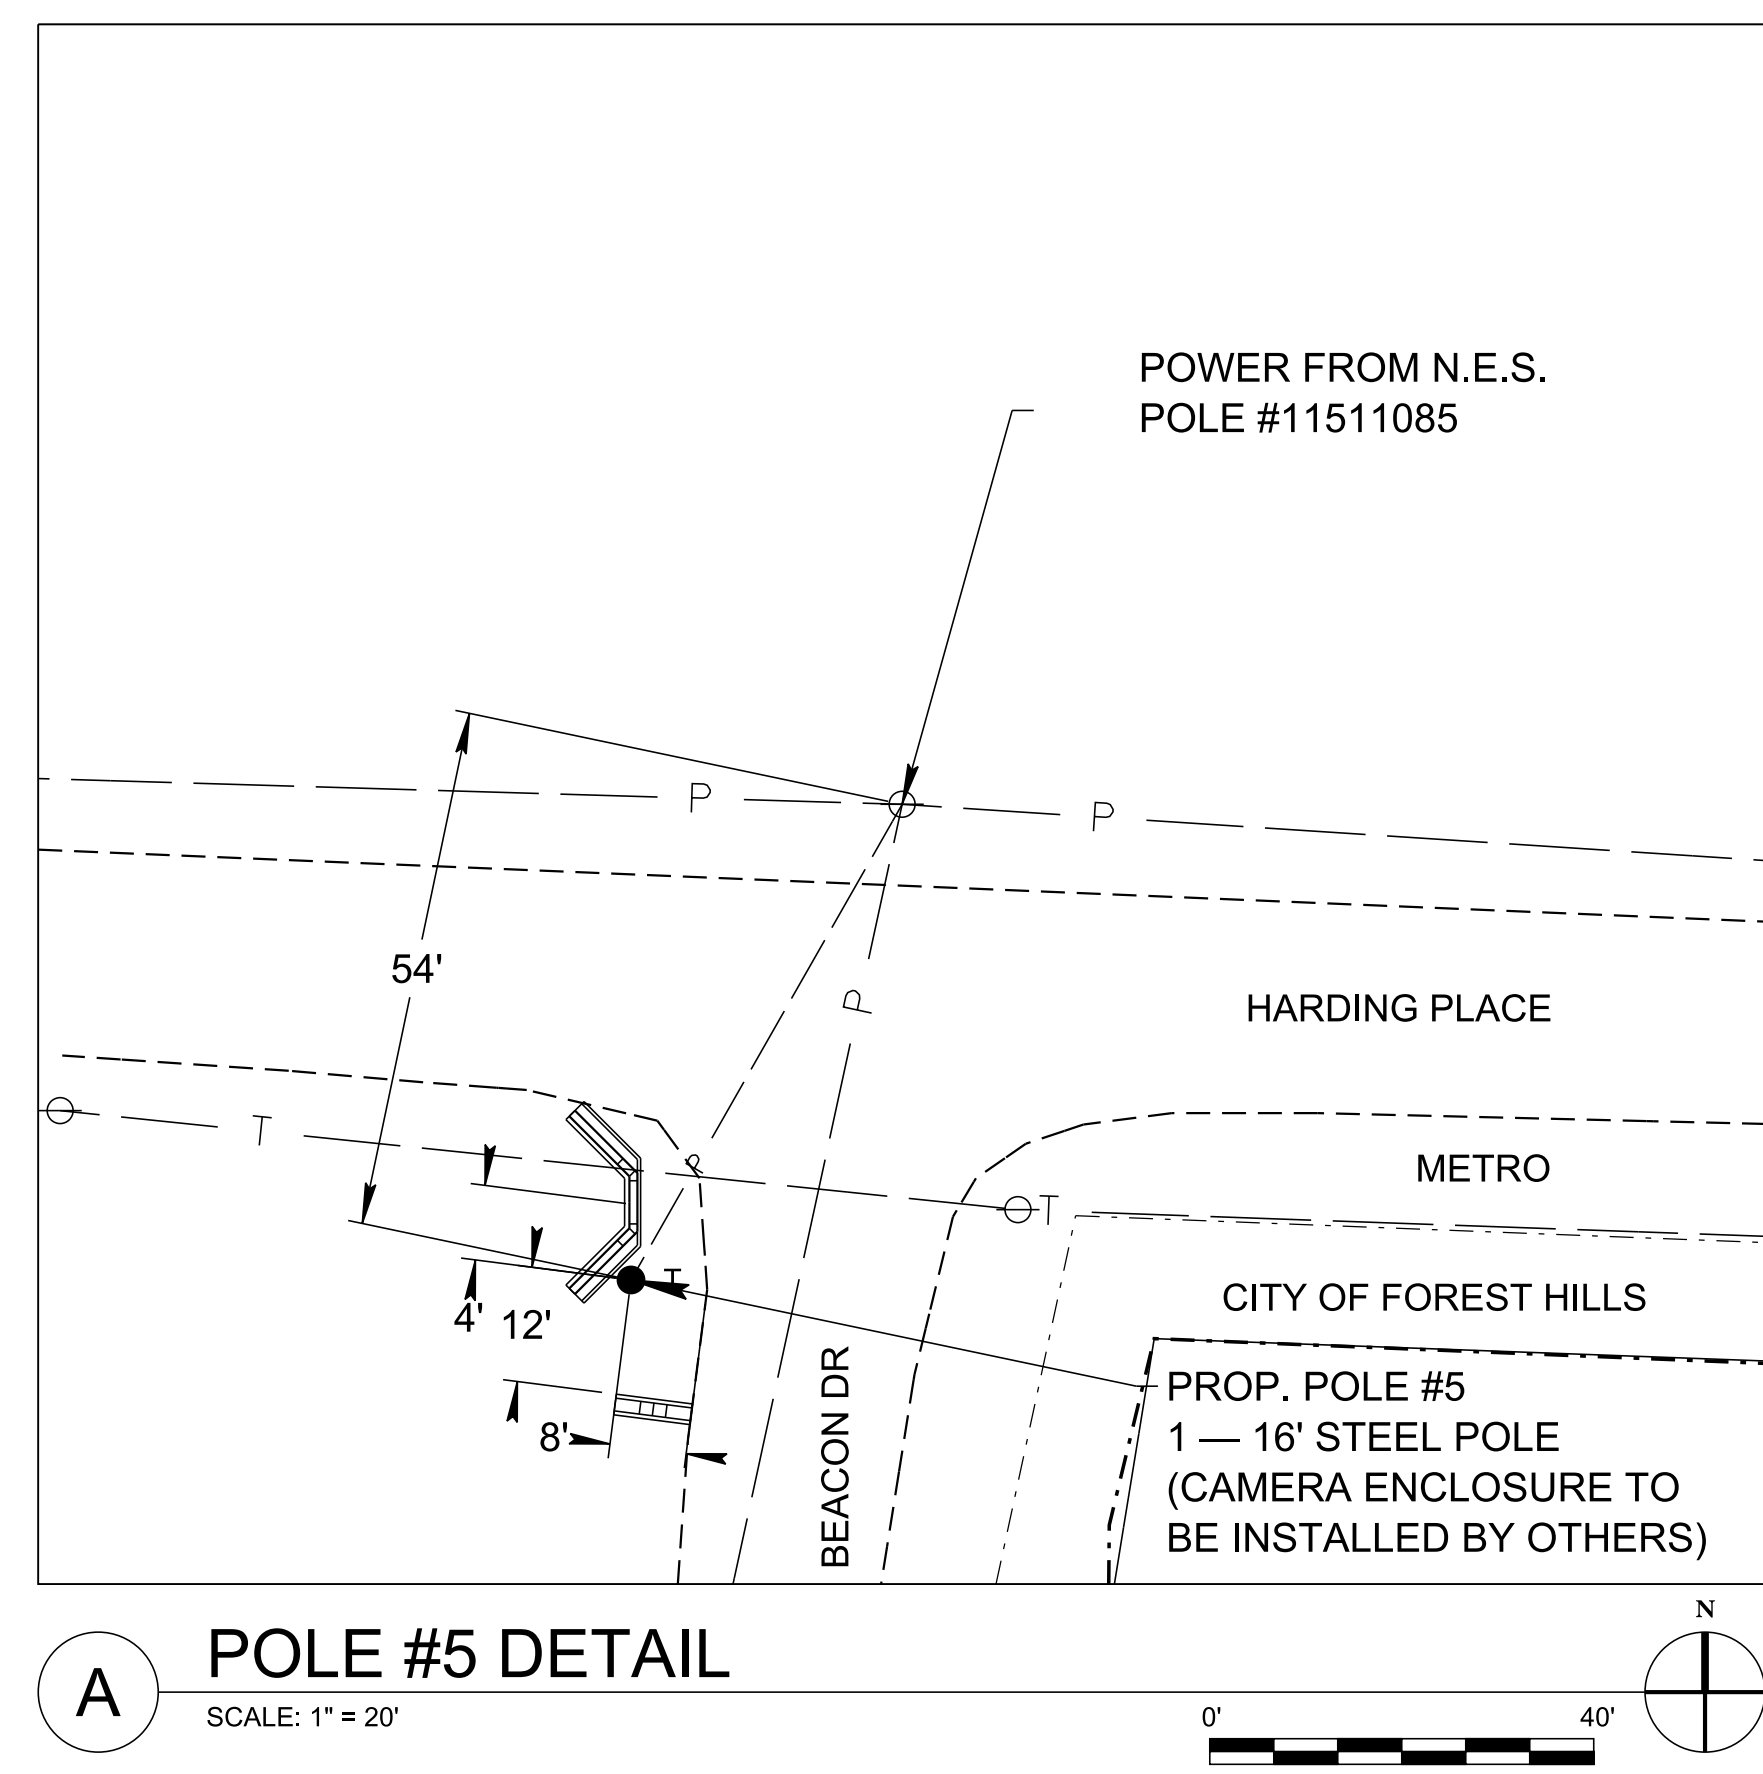 POWER FROM N.E.S.
POLE #11511085
P
P
54'
P
HARDING PLACE
T
P
METRO
T
T
CITY OF FOREST HILLS
4'
12'
BEACON DR
PROP. POLE #5
1 — 16' STEEL POLE
(CAMERA ENCLOSURE TO
BE INSTALLED BY OTHERS)
8'
N
A
POLE #5 DETAIL
SCALE: 1" = 20'
0'
40'